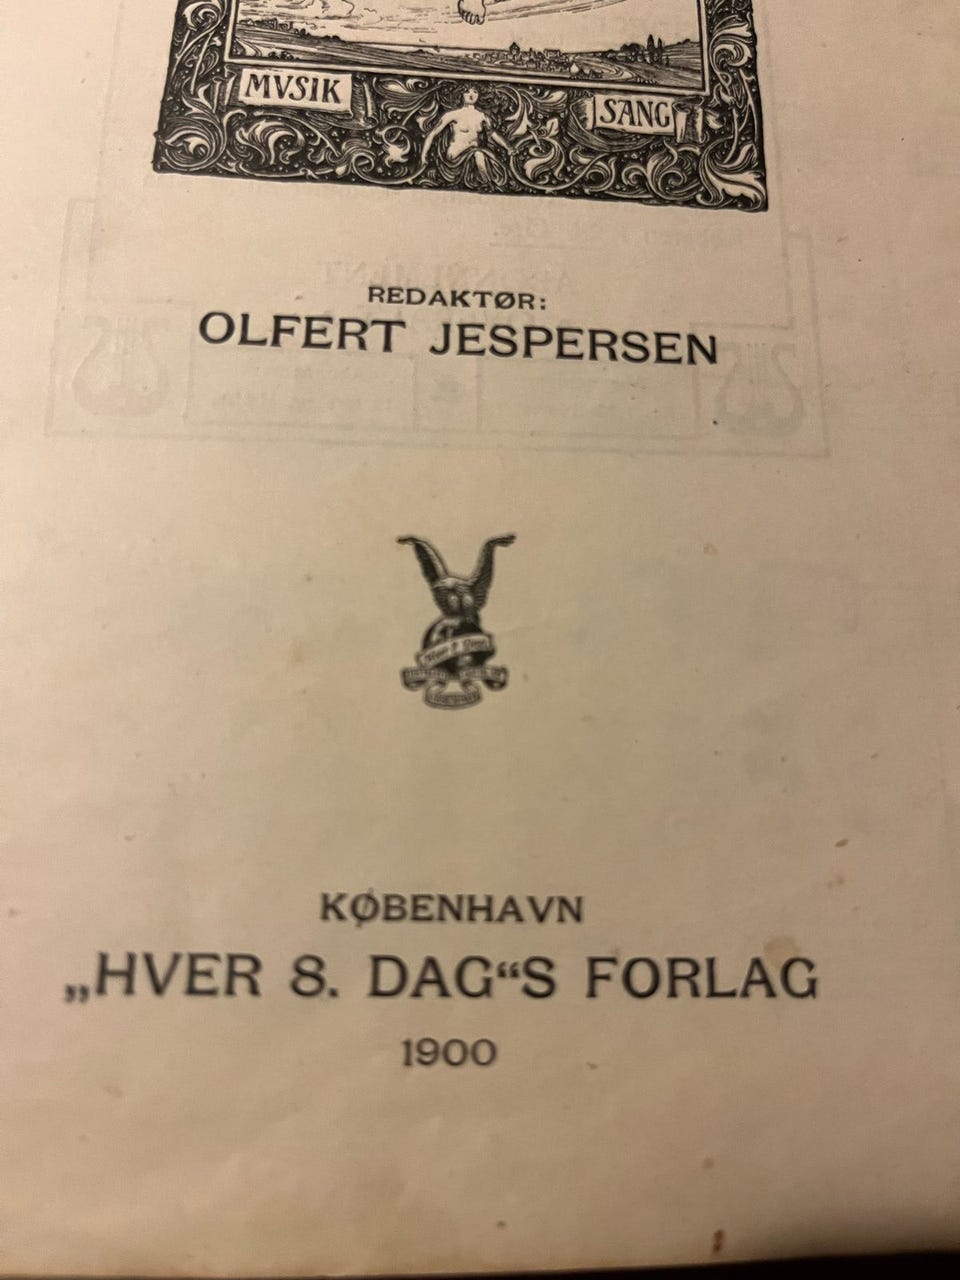 MVSIK
SANG
REDAKTØR:
OLFERT JESPERSEN
KØBENHAVN
„HVER 8. DAG“S FORLAG
1900